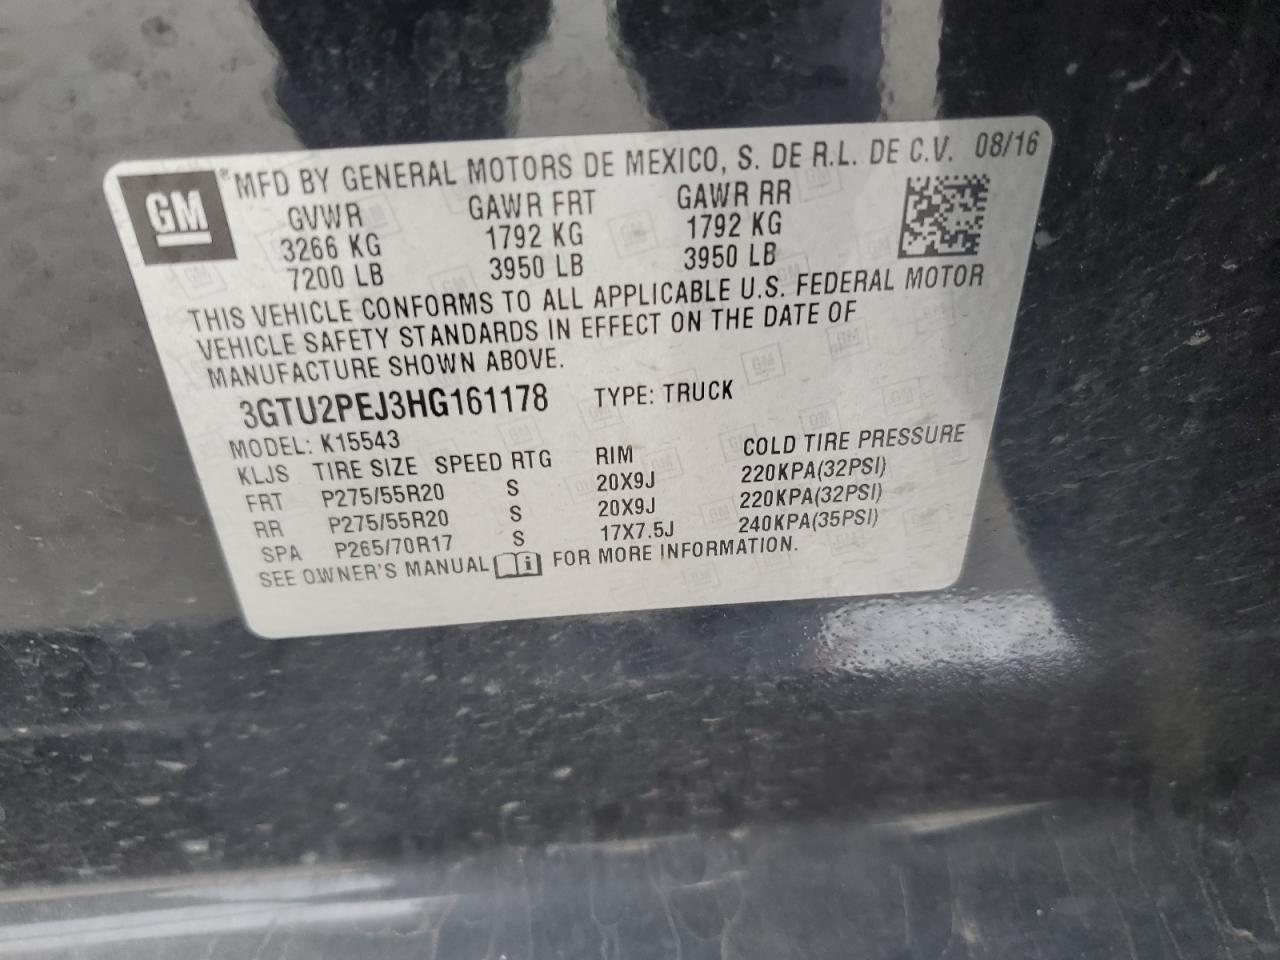 GM
® MFD BY GENERAL MOTORS DE MEXICO, S. DE R.L. DE C.V. 08/16
GVWR GAWR FRT GAWR RR
3266 KG 1792 KG 1792 KG
7200 LB 3950 LB 3950 LB
THIS VEHICLE CONFORMS TO ALL APPLICABLE U.S. FEDERAL MOTOR
VEHICLE SAFETY STANDARDS IN EFFECT ON THE DATE OF
MANUFACTURE SHOWN ABOVE.
3GTU2PEJ3HG161178 TYPE: TRUCK
MODEL: K15543
KLJS TIRE SIZE SPEED RTG RIM COLD TIRE PRESSURE
FRT P275/55R20 S 20X9J 220KPA(32PSI)
RR P275/55R20 S 20X9J 220KPA(32PSI)
SPA P265/70R17 S 17X7.5J 240KPA(35PSI)
SEE OWNER'S MANUAL i FOR MORE INFORMATION.